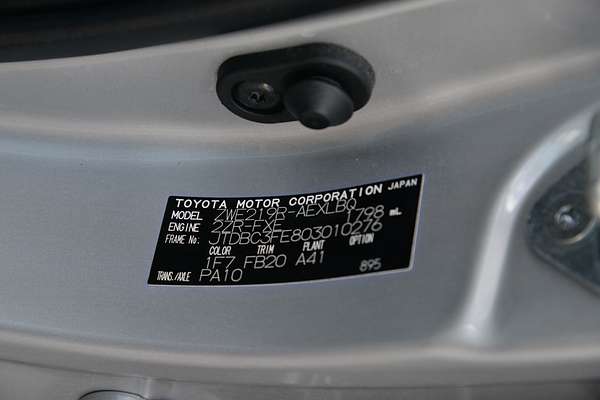 TOYOTA MOTOR CORPORATION JAPAN
MODEL ZWE219R-AEXLBQ
ENGINE 2ZR-FXE 1798 mL
FRAME No. JTDBC3FE803010276
COLOR TRIM PLANT OPTION
1F7 FB20 A41
TRANS./AXLE PA10 895